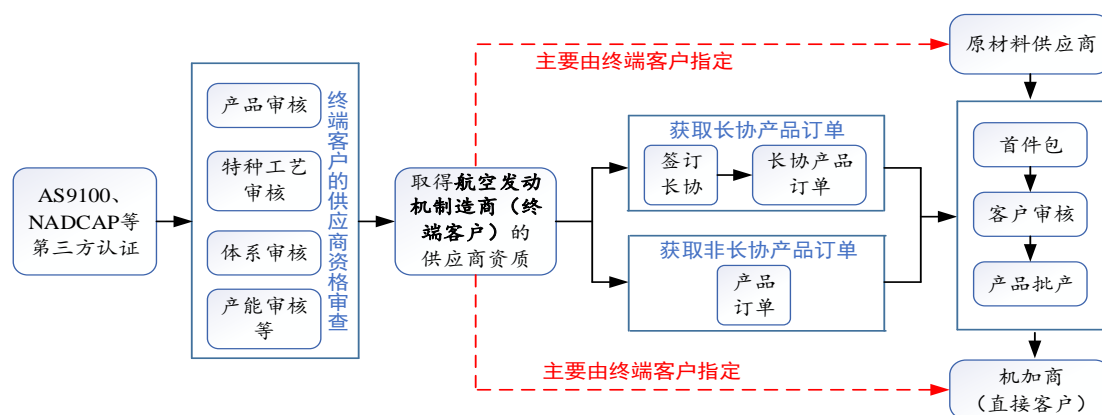 AS9100、
NADCAP等
第三方认证
产品审核
特种工艺
审核
体系审核
产能审核
等
终端客户的供应商资格审查
取得航空发动
机制造商（终
端客户）的
供应商资质
主要由终端客户指定
获取长协产品订单
签订
长协
长协产品
订单
获取非长协产品订单
产品
订单
主要由终端客户指定
原材料供应商
首件包
客户审核
产品批产
机加商
（直接客户）